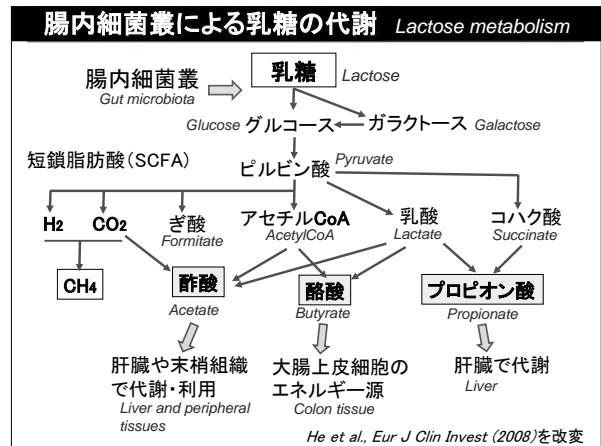 腸内細菌叢による乳糖の代謝 Lactose metabolism
腸内細菌叢
Gut microbiota
乳糖 Lactose
Glucose グルコース ガラクトース Galactose
短鎖脂肪酸(SCFA)
ピルビン酸 Pyruvate
H2 CO2 ぎ酸 アセチルCoA 乳酸 コハク酸
Formitate AcetylCoA Lactate Succinate
CH4 酢酸 酪酸 プロピオン酸
Acetate Butyrate Propionate
肝臓や末梢組織
で代謝・利用
Liver and peripheral
tissues
大腸上皮細胞の
エネルギー源
Colon tissue
肝臓で代謝
Liver
He et al., Eur J Clin Invest (2008)を改変